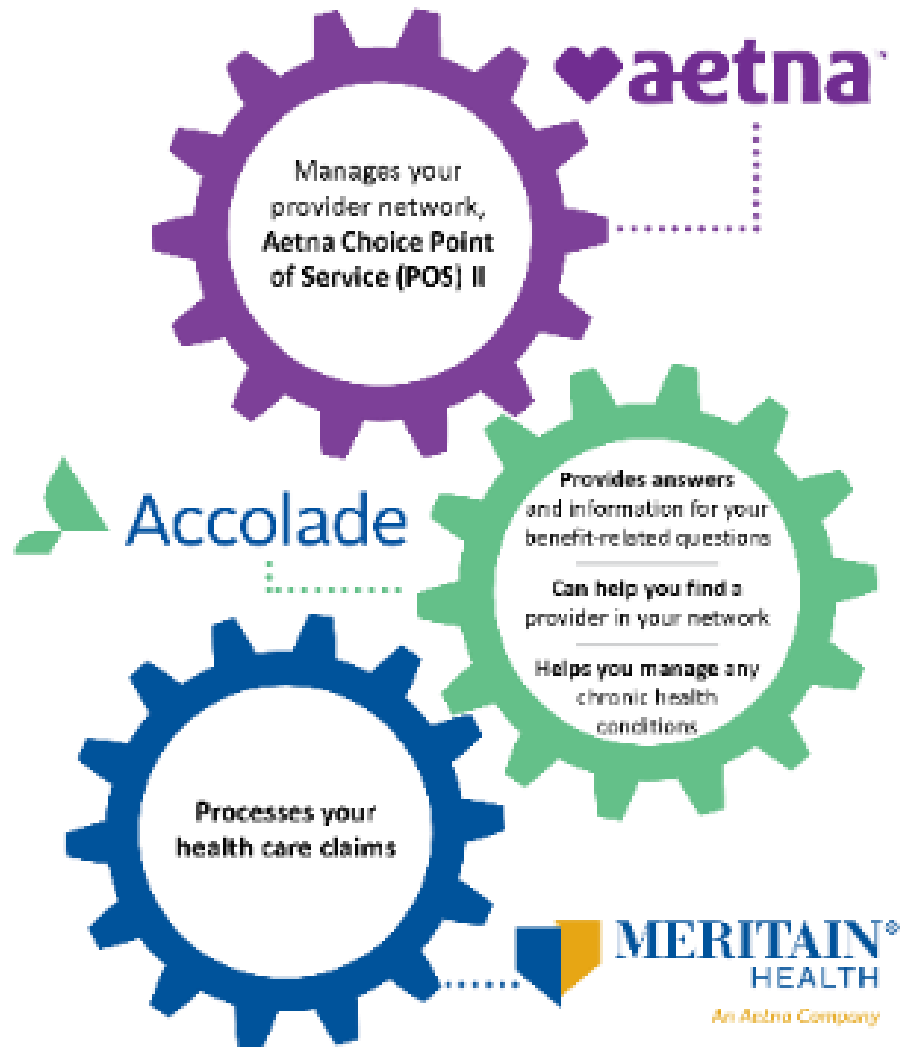 aetna
Manages your
provider network,
Aetna Choice Point
of Service (POS) II
Accolade
Provides answers
and information for your
benefit-related questions
Can help you find a
provider in your network
Helps you manage any
chronic health
conditions
Processes your
health care claims
MERITAIN®
HEALTH
An Aetna Company